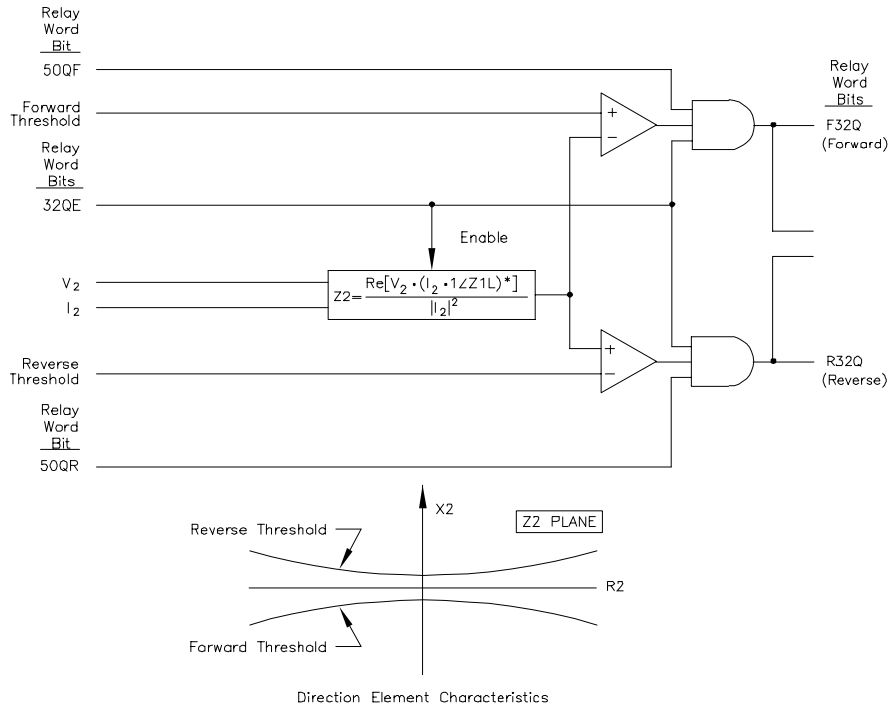 Relay
Word
Bit
50QF
Forward
Threshold
+
−
Relay
Word
Bits
F32Q
(Forward)
Relay
Word
Bits
32QE
Enable
V₂
I₂
Z2= Re[V₂·(I₂·1∠Z1L)*] / |I₂|²
+
−
Reverse
Threshold
R32Q
(Reverse)
Relay
Word
Bit
50QR
X2
Z2 PLANE
Reverse Threshold
R2
Forward Threshold
Direction Element Characteristics